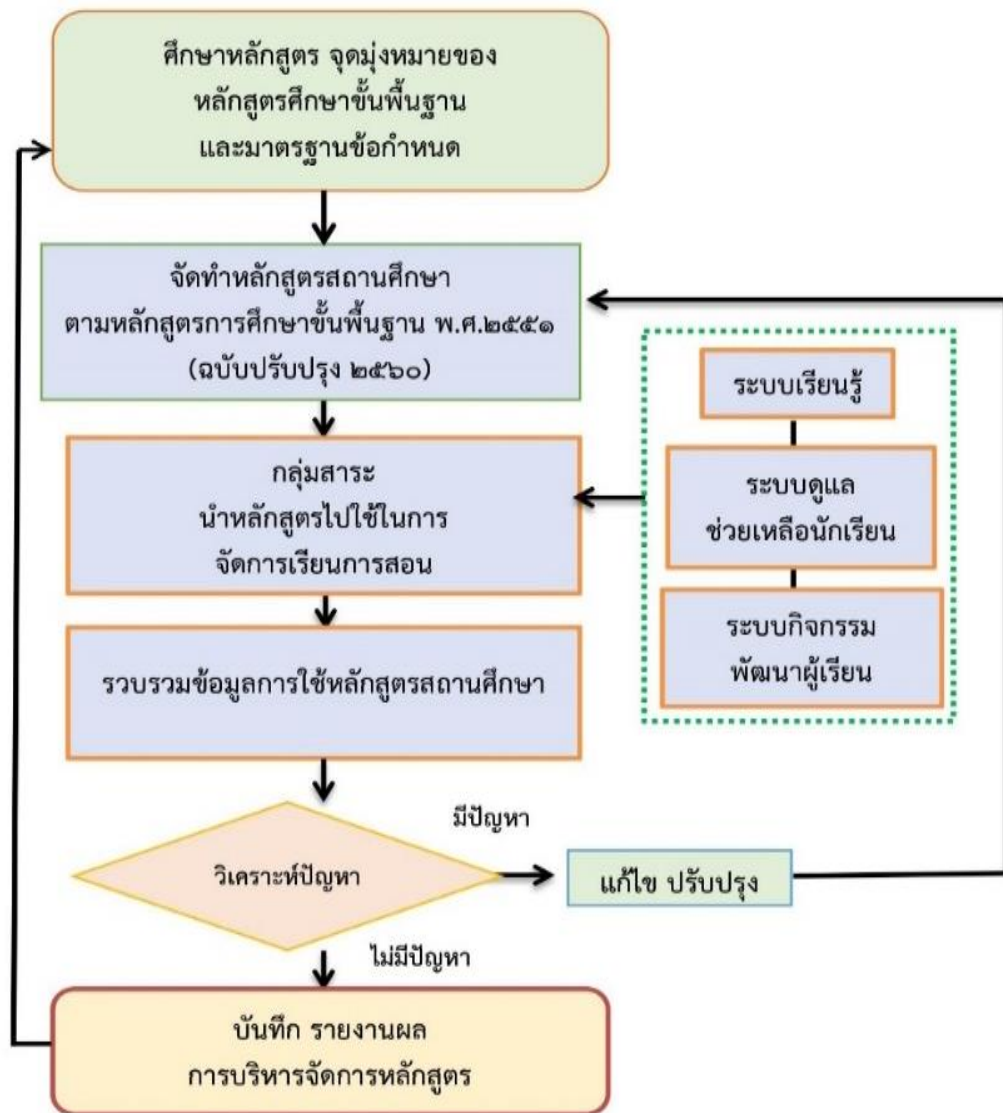 ศึกษาหลักสูตร จุดมุ่งหมายของ
หลักสูตรศึกษาขั้นพื้นฐาน
และมาตรฐานข้อกำหนด
จัดทำหลักสูตรสถานศึกษา
ตามหลักสูตรการศึกษาขั้นพื้นฐาน พ.ศ.๒๕๕๑
(ฉบับปรับปรุง ๒๕๖๐)
กลุ่มสาระ
นำหลักสูตรไปใช้ในการ
จัดการเรียนการสอน
ระบบเรียนรู้
ระบบดูแล
ช่วยเหลือนักเรียน
ระบบกิจกรรม
พัฒนาผู้เรียน
รวบรวมข้อมูลการใช้หลักสูตรสถานศึกษา
วิเคราะห์ปัญหา
มีปัญหา
แก้ไข ปรับปรุง
ไม่มีปัญหา
บันทึก รายงานผล
การบริหารจัดการหลักสูตร